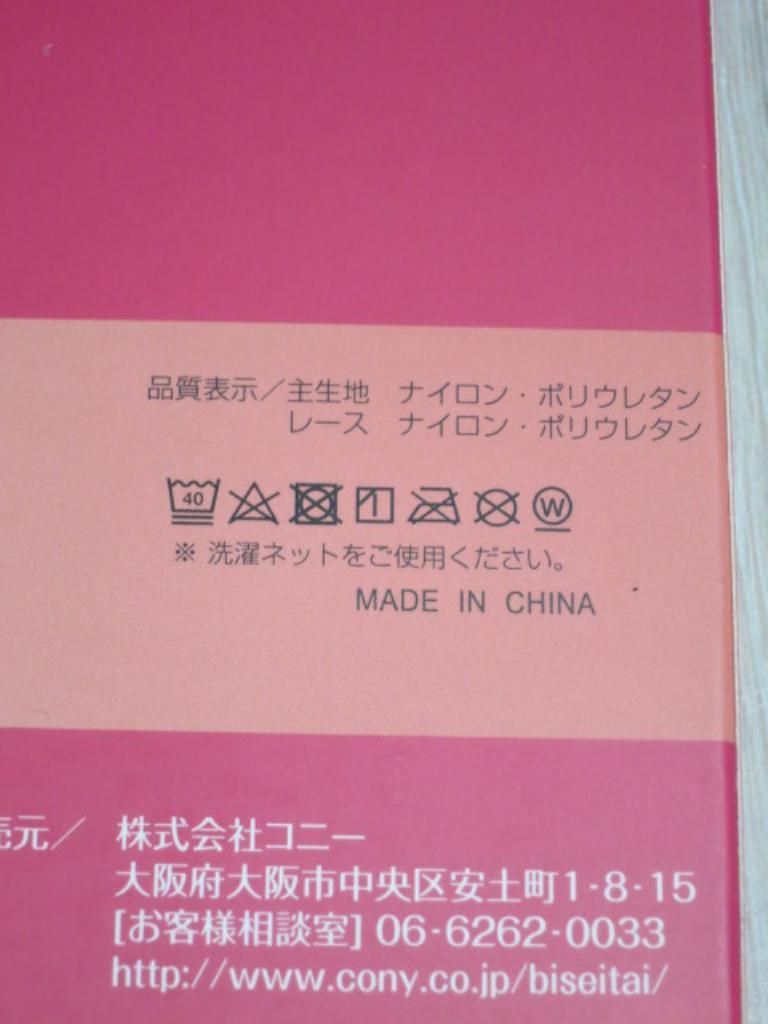 品質表示／主生地　ナイロン・ポリウレタン
レース　ナイロン・ポリウレタン
40 W
※ 洗濯ネットをご使用ください。
MADE IN CHINA
元／　株式会社コニー
大阪府大阪市中央区安土町1-8-15
[お客様相談室] 06-6262-0033
http://www.cony.co.jp/biseitai/